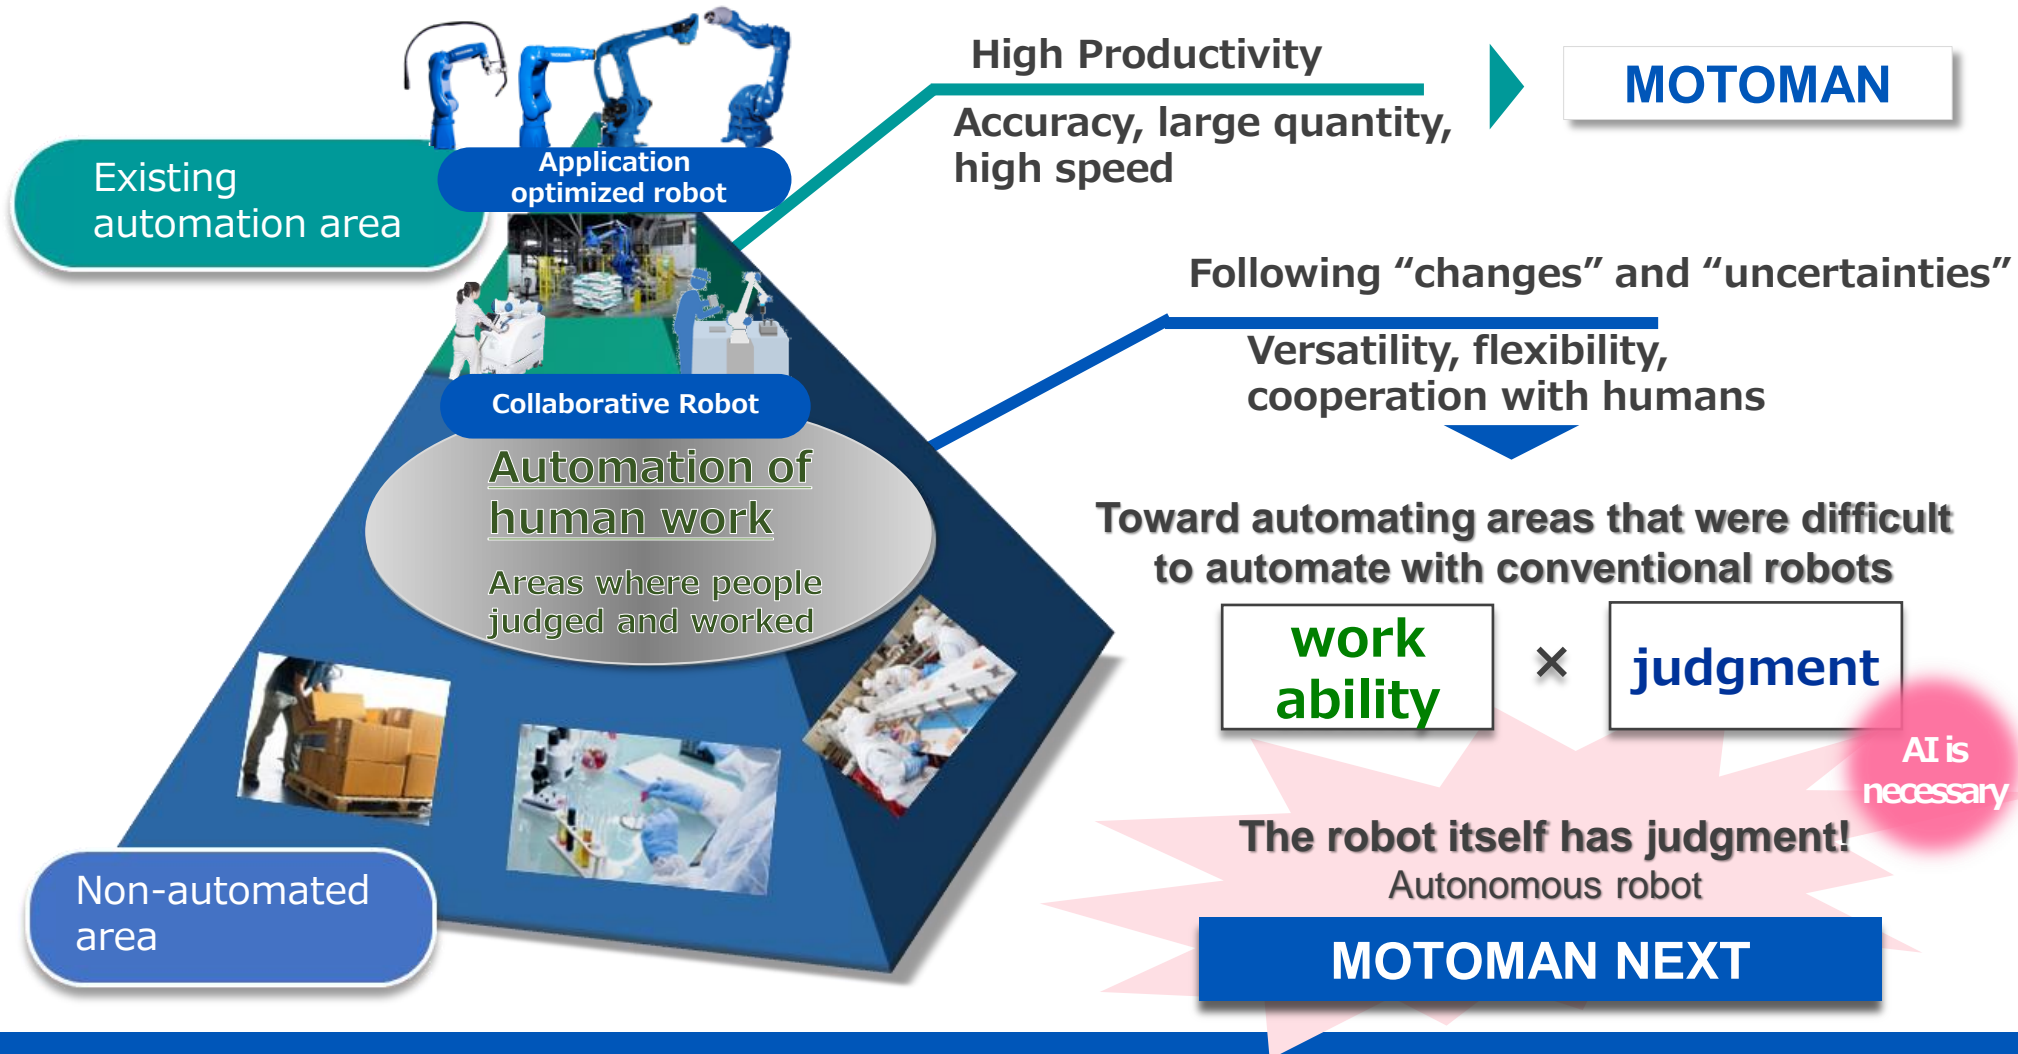 High Productivity
MOTOMAN
Accuracy, large quantity,
high speed
Existing
automation area
Application
optimized robot
Following “changes” and “uncertainties”
Versatility, flexibility,
cooperation with humans
Collaborative Robot
Automation of
human work
Areas where people
judged and worked
Toward automating areas that were difficult
to automate with conventional robots
work
ability
×
judgment
AI is
necessary
The robot itself has judgment!
Autonomous robot
MOTOMAN NEXT
Non-automated
area